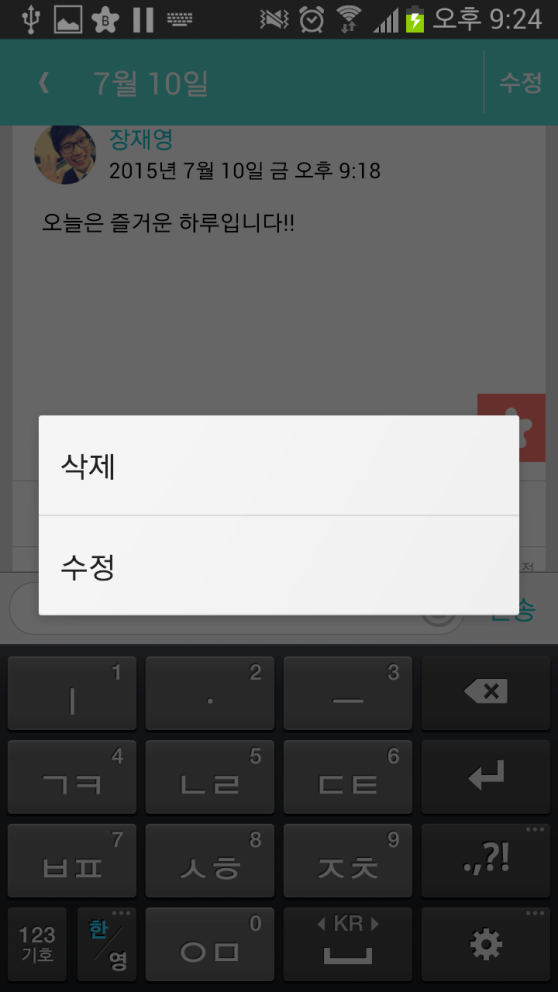 오후 9:24
7월 10일
수정
장재영
2015년 7월 10일 금 오후 9:18
오늘은 즐거운 하루입니다!!
삭제
수정
정
전송
ㅣ 1
· 2
ㅡ 3
ㄱㅋ 4
ㄴㄹ 5
ㄷㅌ 6
ㅂㅍ 7
ㅅㅎ 8
ㅈㅊ 9
.,?!
123
기호
한/영
ㅇㅁ 0
KR